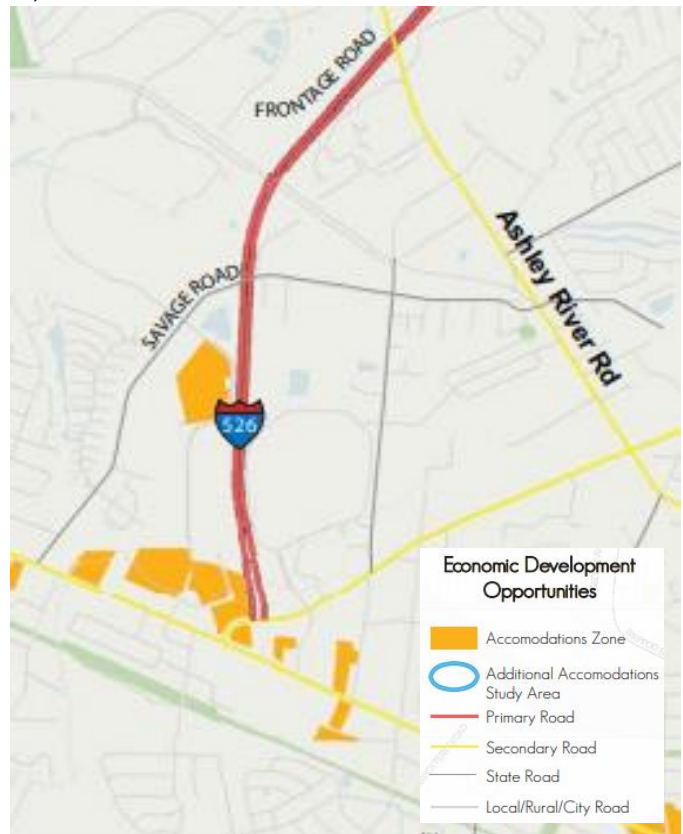 FRONTAGE ROAD
Ashley River Rd
SAVAGE ROAD
526
Economic Development
Opportunities
Accomodations Zone
Additional Accomodations
Study Area
Primary Road
Secondary Road
State Road
Local/Rural/City Road